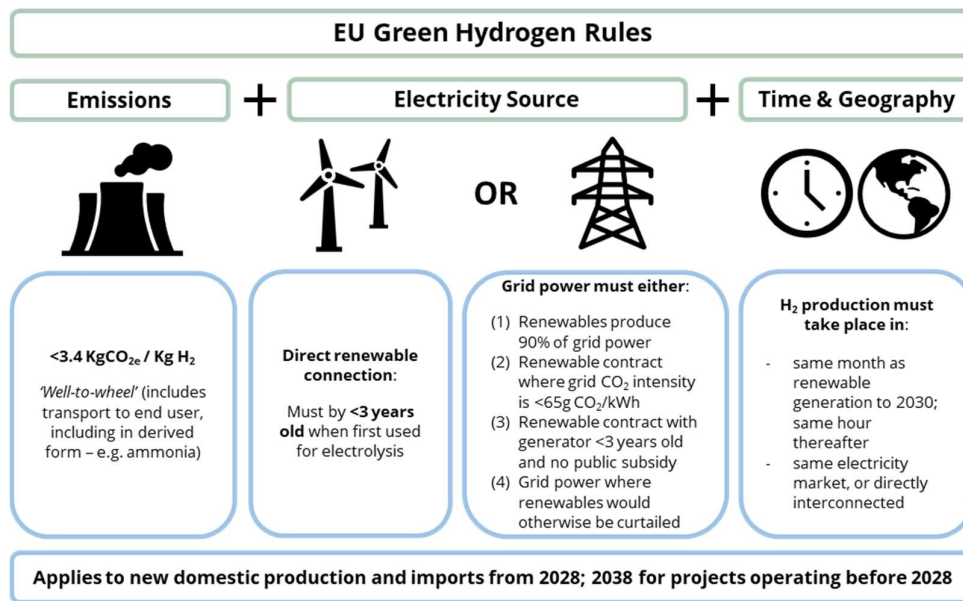 EU Green Hydrogen Rules
Emissions
+
Electricity Source
+
Time & Geography
OR
<3.4 KgCO2e / Kg H2
'Well-to-wheel' (includes
transport to end user,
including in derived
form – e.g. ammonia)
Direct renewable
connection:
Must by <3 years
old when first used
for electrolysis
Grid power must either:
(1) Renewables produce
90% of grid power
(2) Renewable contract
where grid CO2 intensity
is <65g CO2/kWh
(3) Renewable contract with
generator <3 years old
and no public subsidy
(4) Grid power where
renewables would
otherwise be curtailed
H2 production must
take place in:
- same month as
renewable
generation to 2030;
same hour
thereafter
- same electricity
market, or directly
interconnected
Applies to new domestic production and imports from 2028; 2038 for projects operating before 2028